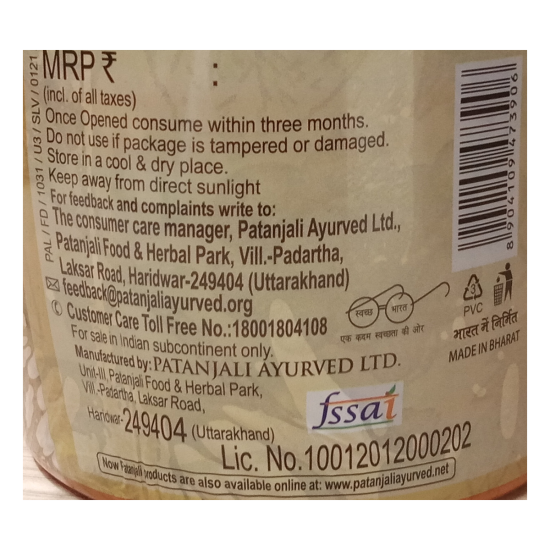 MRP ₹ :
(incl. of all taxes)
Once Opened consume within three months.
Do not use if package is tampered or damaged.
Store in a cool & dry place.
Keep away from direct sunlight
For feedback and complaints write to:
The consumer care manager, Patanjali Ayurved Ltd.,
Patanjali Food & Herbal Park, Vill.-Padartha,
Laksar Road, Haridwar-249404 (Uttarakhand)
feedback@patanjaliayurved.org
Customer Care Toll Free No.:18001804108
For sale in Indian subcontinent only.
Manufactured by: PATANJALI AYURVED LTD.
Unit-III, Patanjali Food & Herbal Park,
Vill.-Padartha, Laksar Road,
Haridwar-249404 (Uttarakhand)
Lic. No.10012012000202
Now Patanjali products are also available online at: www.patanjaliayurved.net
PAL / FD / 1031 / U3 / SLV / 0121
8 904109 473906
स्वच्छ भारत
एक कदम स्वच्छता की ओर
3
PVC
भारत में निर्मित
MADE IN BHARAT
fssai